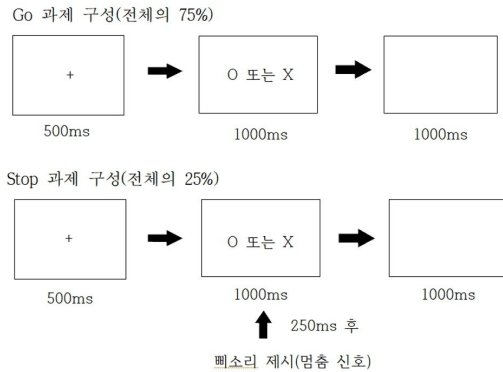 Go 과제 구성(전체의 75%)
+
O 또는 X
500ms
1000ms
1000ms
Stop 과제 구성(전체의 25%)
+
O 또는 X
500ms
1000ms
1000ms
250ms 후
삐소리 제시(멈춤 신호)